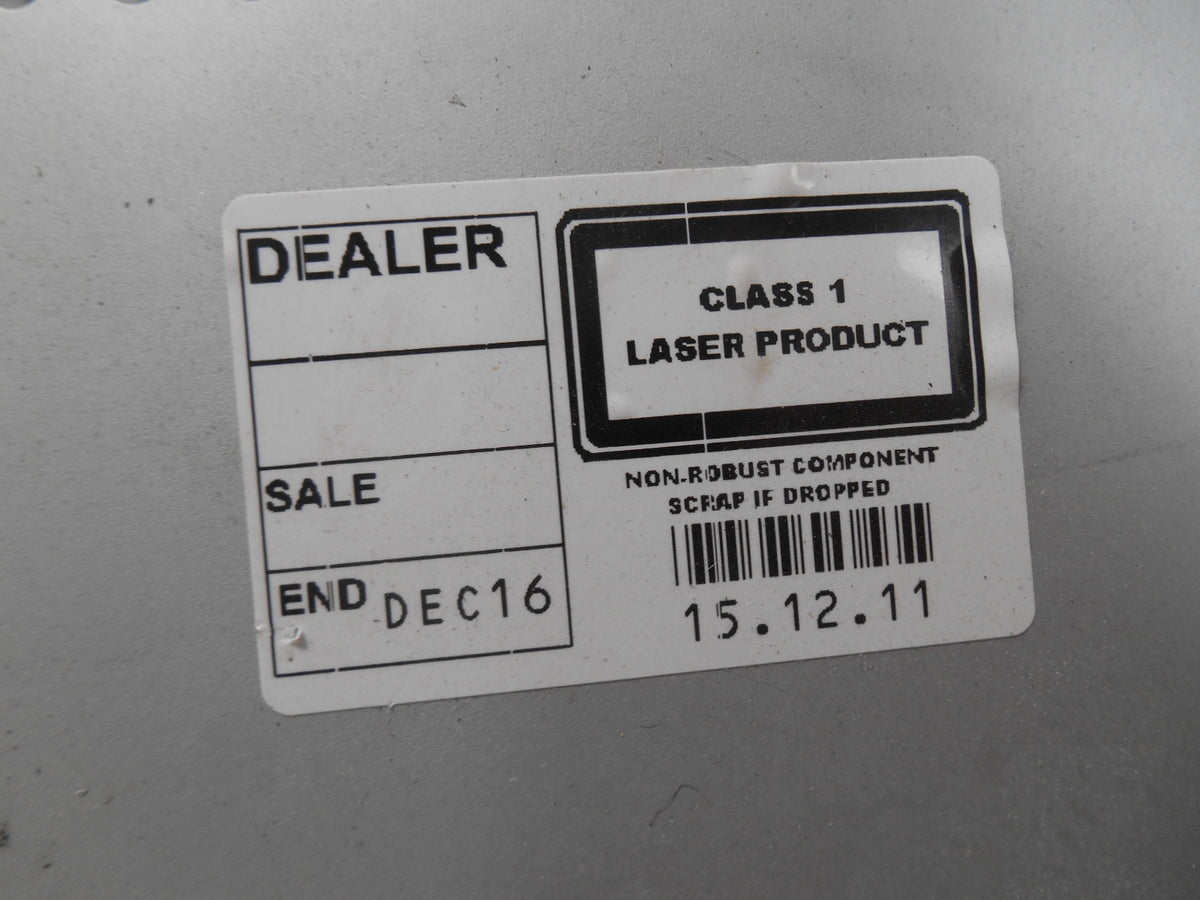 DEALER
SALE
END DEC16
CLASS 1
LASER PRODUCT
NON-ROBUST COMPONENT
SCRAP IF DROPPED
15.12.11